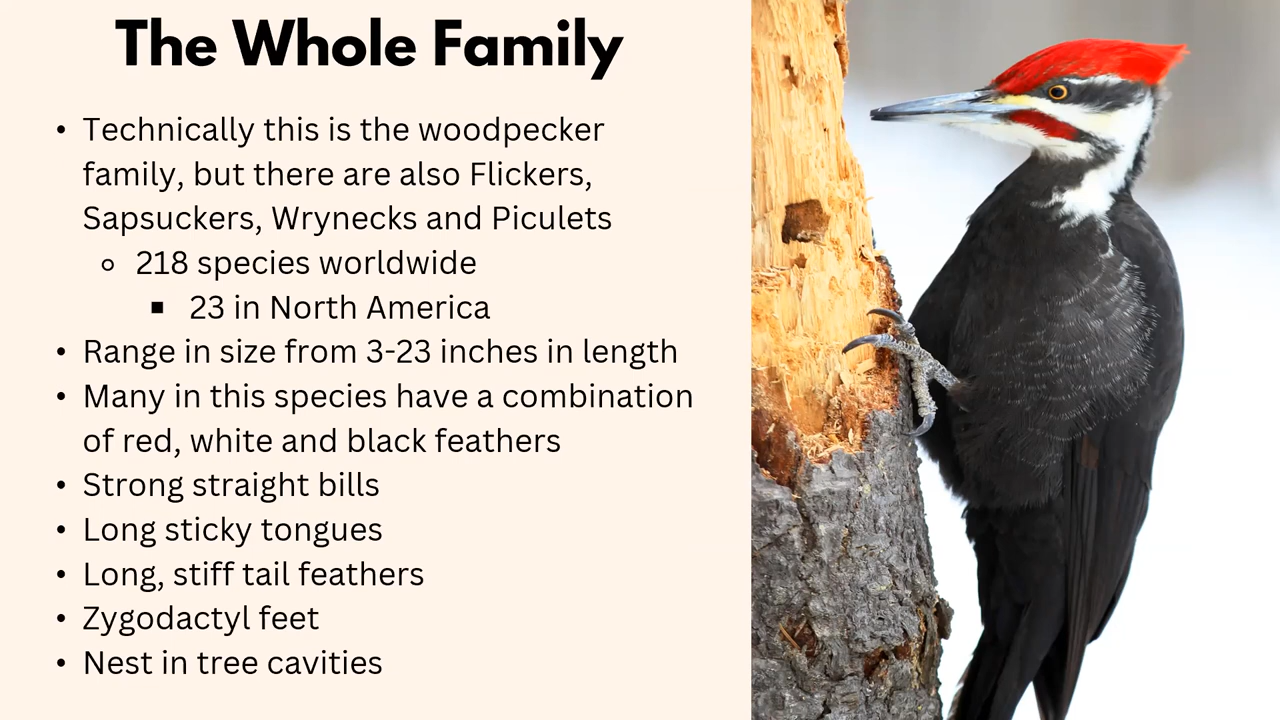 The Whole Family
• Technically this is the woodpecker
family, but there are also Flickers,
Sapsuckers, Wrynecks and Piculets
◦ 218 species worldwide
▪ 23 in North America
• Range in size from 3-23 inches in length
• Many in this species have a combination
of red, white and black feathers
• Strong straight bills
• Long sticky tongues
• Long, stiff tail feathers
• Zygodactyl feet
• Nest in tree cavities